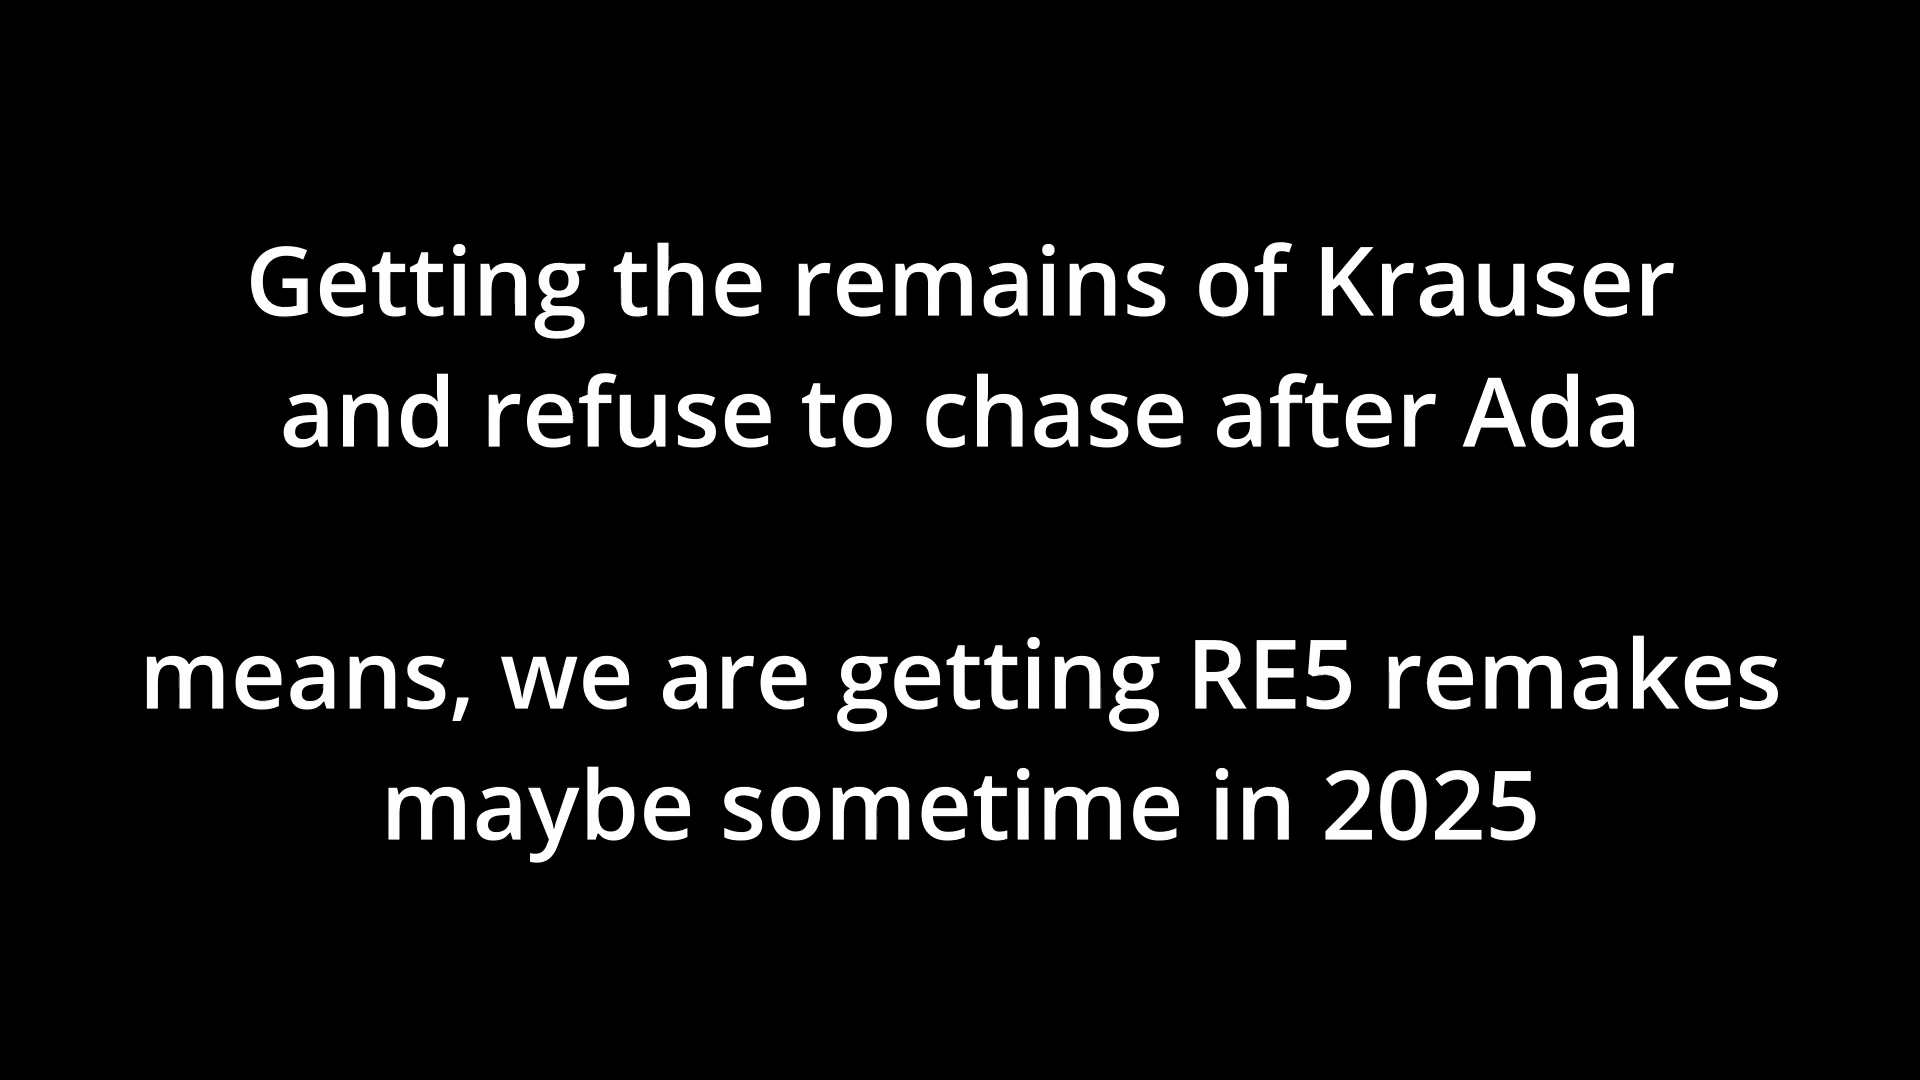 Getting the remains of Krauser
and refuse to chase after Ada
means, we are getting RE5 remakes
maybe sometime in 2025